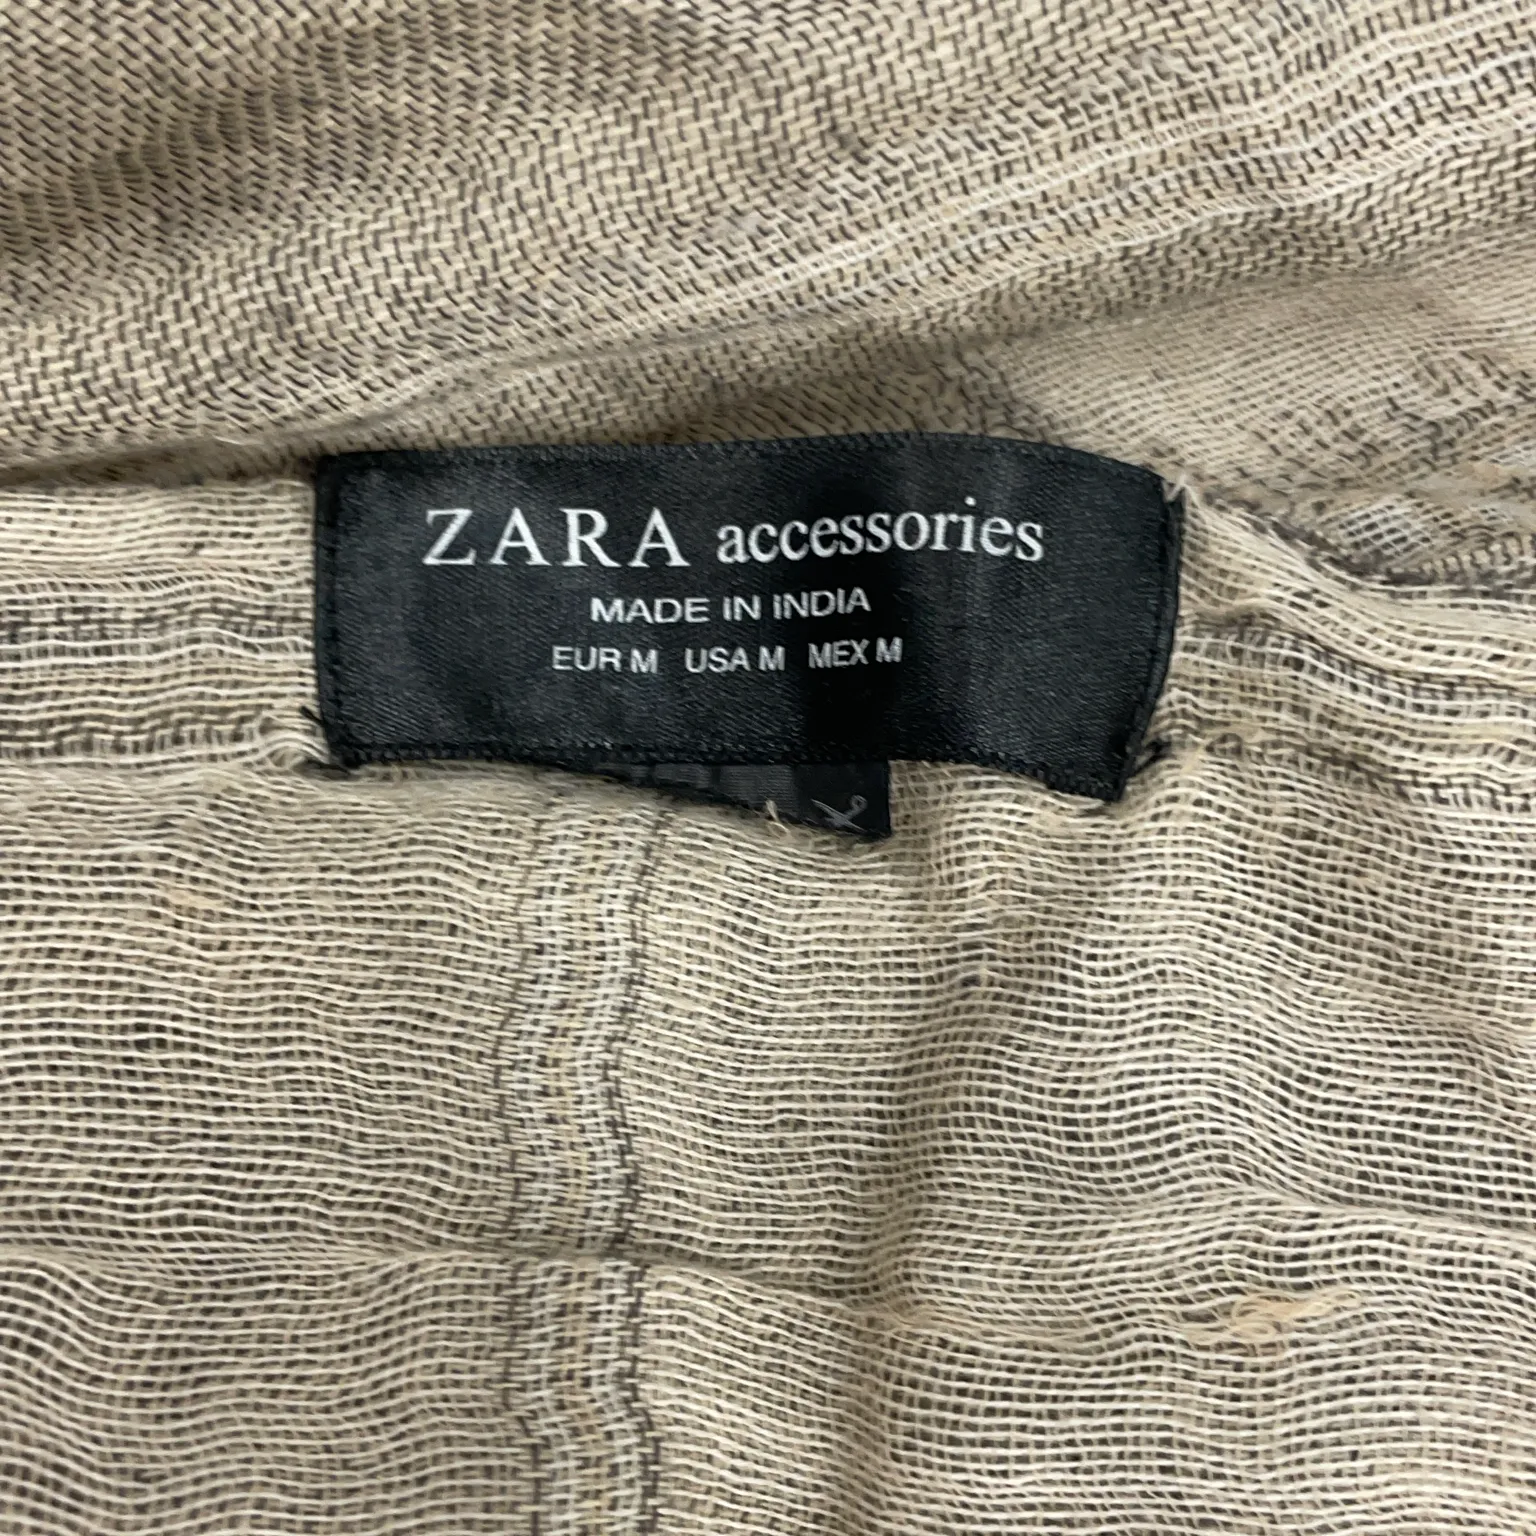 ZARA accessories
MADE IN INDIA
EUR M USA M MEX M